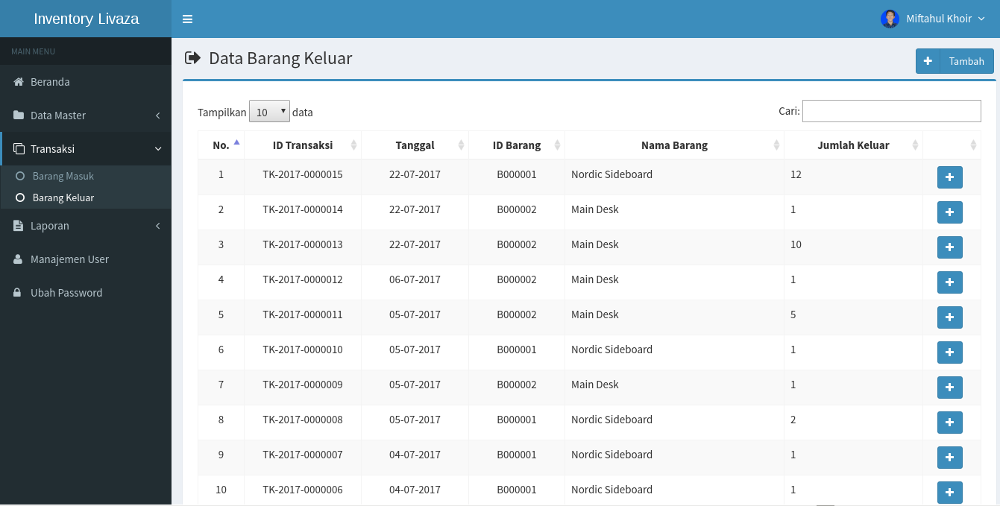 Inventory Livaza
Miftahul Khoir
MAIN MENU
Beranda
Data Master
Transaksi
Barang Masuk
Barang Keluar
Laporan
Manajemen User
Ubah Password
Data Barang Keluar
Tambah
Tampilkan 10 data
Cari:
No. ID Transaksi Tanggal ID Barang Nama Barang Jumlah Keluar
1 TK-2017-0000015 22-07-2017 B000001 Nordic Sideboard 12
2 TK-2017-0000014 22-07-2017 B000002 Main Desk 1
3 TK-2017-0000013 22-07-2017 B000002 Main Desk 10
4 TK-2017-0000012 06-07-2017 B000002 Main Desk 1
5 TK-2017-0000011 05-07-2017 B000002 Main Desk 5
6 TK-2017-0000010 05-07-2017 B000001 Nordic Sideboard 1
7 TK-2017-0000009 05-07-2017 B000002 Main Desk 1
8 TK-2017-0000008 05-07-2017 B000001 Nordic Sideboard 2
9 TK-2017-0000007 04-07-2017 B000001 Nordic Sideboard 1
10 TK-2017-0000006 04-07-2017 B000001 Nordic Sideboard 1